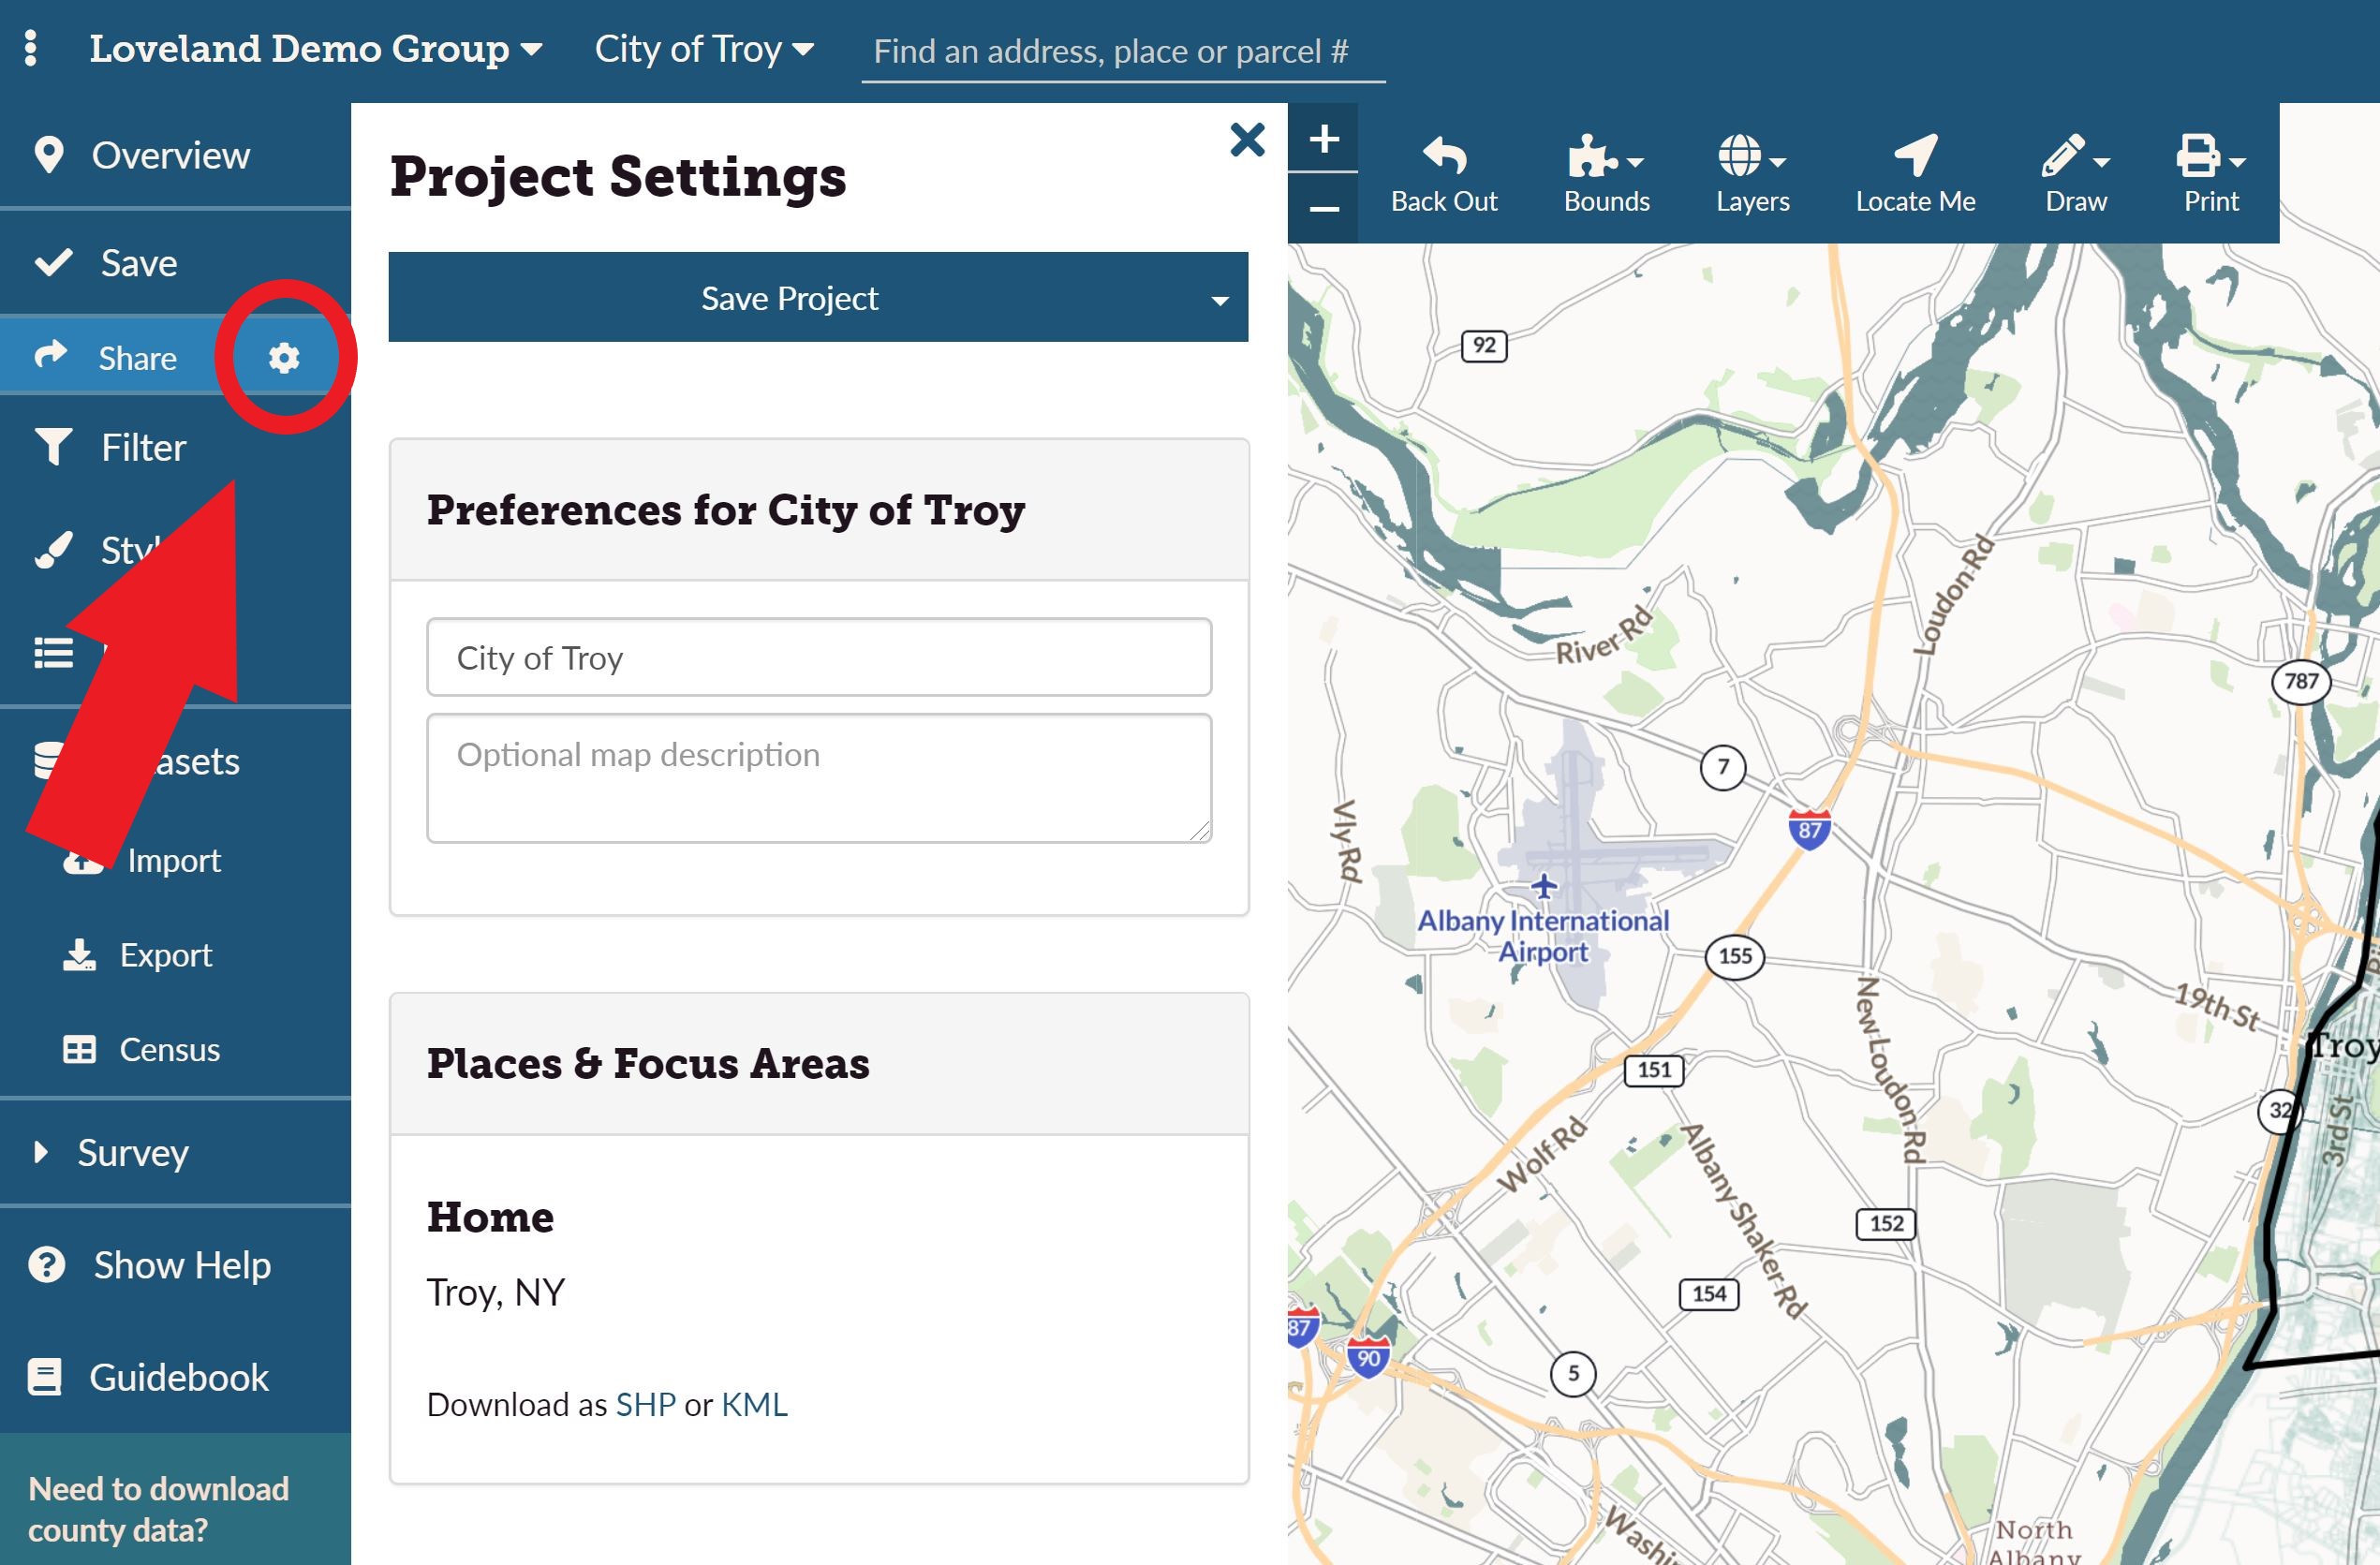 Loveland Demo Group
City of Troy
Find an address, place or parcel #
Overview
Save
Share
Filter
Import
Export
Census
Survey
Show Help
Guidebook
Need to download
county data?
Project Settings
Save Project
Preferences for City of Troy
City of Troy
Optional map description
Places & Focus Areas
Home
Troy, NY
Download as SHP or KML
Back Out
Bounds
Layers
Locate Me
Draw
Print
92
River Rd
Loudon Rd
787
7
87
Vly Rd
Albany International
Airport
155
New Loudon Rd
19th St
Troy
151
32
3rd St
Wolf Rd
Albany Shaker Rd
152
154
87
90
5
North
Albany